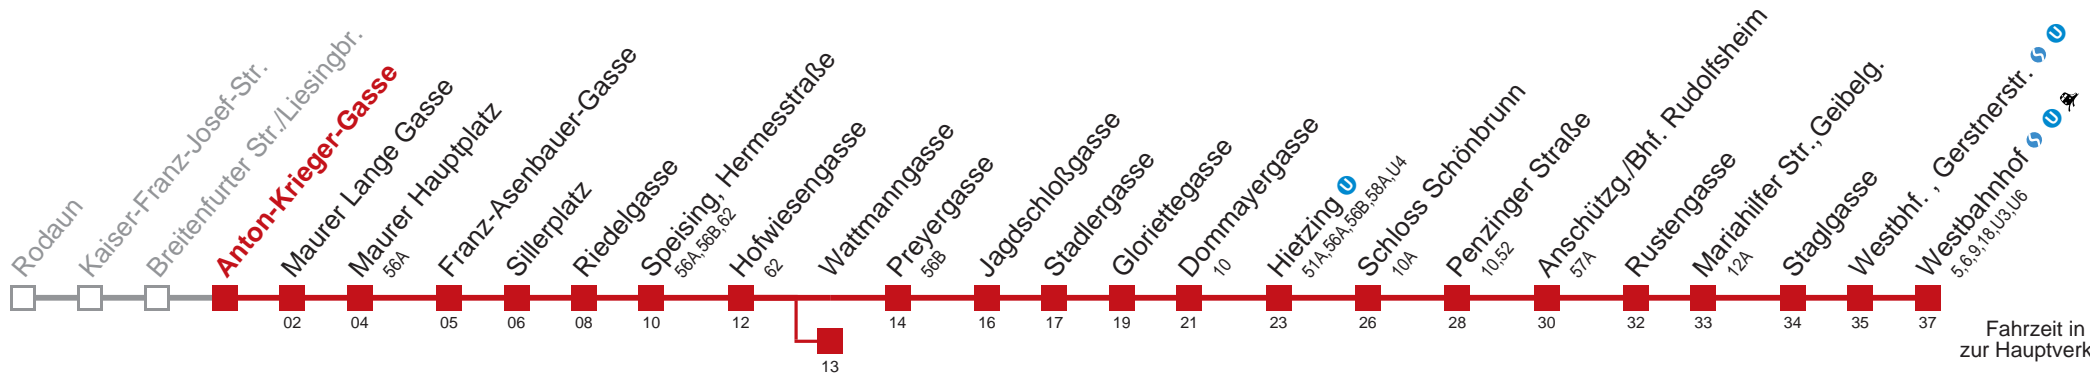 Rodaun
Kaiser-Franz-Josef-Str.
Breitenfurter Str./Liesingbr.
Anton-Krieger-Gasse
Maurer Lange Gasse
Maurer Hauptplatz
56A
Franz-Asenbauer-Gasse
Sillerplatz
Riedelgasse
Speising, Hermesstraße
56A,56B,62
Hofwiesengasse
62
Wattmanngasse
Preyergasse
56B
Jagdschloßgasse
Stadlergasse
Gloriettegasse
Dommayergasse
10
Hietzing U
51A,56A,56B,58A,U4
Schloss Schönbrunn
10A
Penzinger Straße
10,52
Anschützg./Bhf. Rudolfsheim
57A
Rustengasse
Mariahilfer Str., Geibelg.
12A
Staglgasse
Westbhf. , Gerstnerstr. S U
Westbahnhof S U
5,6,9,18,U3,U6
02 04 05 06 08 10 12 14 16 17 19 21 23 26 28 30 32 33 34 35 37
13
Fahrzeit in
zur Hauptverk